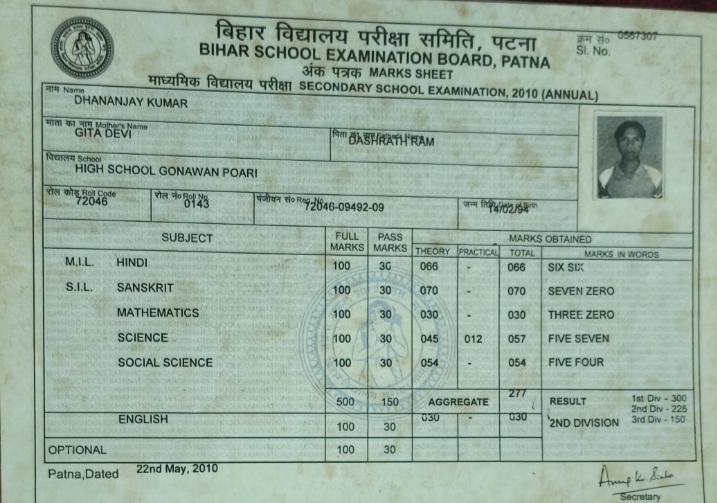 बिहार विद्यालय परीक्षा समिति, पटना
BIHAR SCHOOL EXAMINATION BOARD, PATNA
क्रम सं० 0567307
Sl. No.
अंक पत्रक MARKS SHEET
माध्यमिक विद्यालय परीक्षा SECONDARY SCHOOL EXAMINATION, 2010 (ANNUAL)
नाम Name
DHANANJAY KUMAR
माता का नाम Mother's Name
GITA DEVI
पिता का नाम
DASHRATH RAM
विद्यालय School
HIGH SCHOOL GONAWAN POARI
रोल कोड Roll Code
72046
रोल नं० Roll No.
0143
पंजीयन सं० Reg. No.
72046-09492-09
जन्म तिथि Date of Birth
14/02/94
SUBJECT FULL MARKS PASS MARKS MARKS OBTAINED
THEORY PRACTICAL TOTAL MARKS IN WORDS
M.I.L. HINDI 100 30 066 - 066 SIX SIX
S.I.L. SANSKRIT 100 30 070 - 070 SEVEN ZERO
MATHEMATICS 100 30 030 - 030 THREE ZERO
SCIENCE 100 30 045 012 057 FIVE SEVEN
SOCIAL SCIENCE 100 30 054 - 054 FIVE FOUR
500 150 AGGREGATE 277 RESULT 1st Div - 300
2nd Div - 225
ENGLISH 100 30 030 - 030 2ND DIVISION 3rd Div - 150
OPTIONAL 100 30
Patna,Dated 22nd May, 2010
Secretary